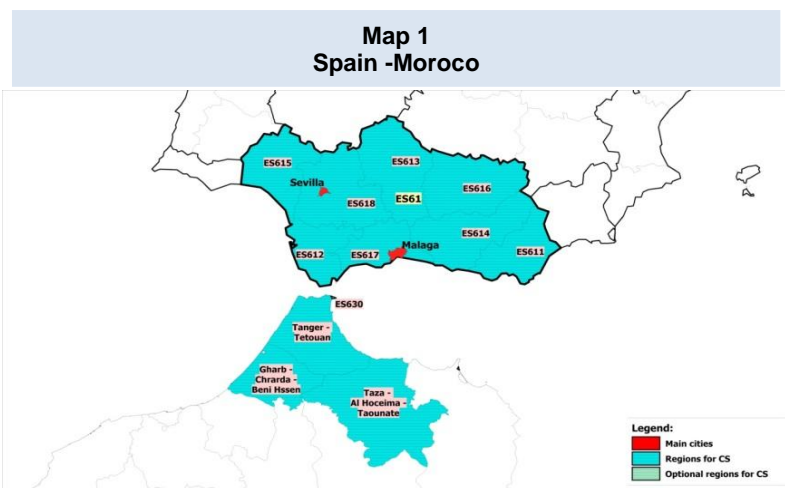 Map 1
Spain -Moroco
ES615
ES613
Sevilla
ES616
ES618
ES61
ES614
Malaga
ES612
ES617
ES611
ES630
Tanger -
Tetouan
Gharb -
Chrarda -
Beni Hssen
Taza -
Al Hoceima -
Taounate
Legend:
Main cities
Regions for CS
Optional regions for CS